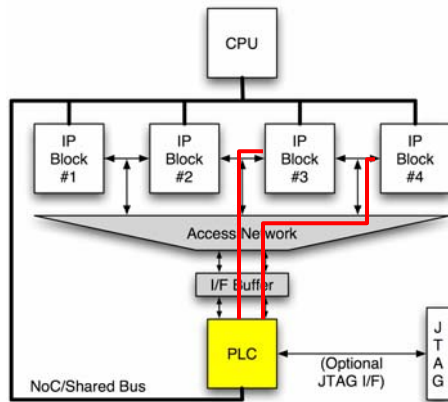 CPU
IP
Block
#1
IP
Block
#2
IP
Block
#3
IP
Block
#4
Access Network
I/F Buffer
PLC
(Optional
JTAG I/F)
J
T
A
G
NoC/Shared Bus